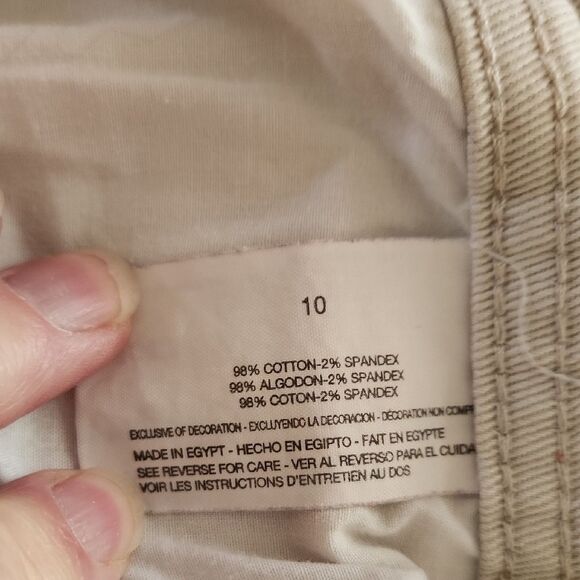 10
98% COTTON-2% SPANDEX
98% ALGODON-2% SPANDEX
98% COTON-2% SPANDEX
EXCLUSIVE OF DECORATION - EXCLUYENDO LA DECORACION - DÉCORATION NON
MADE IN EGYPT - HECHO EN EGIPTO - FAIT EN EGYPTE
SEE REVERSE FOR CARE - VER AL REVERSO PARA EL
VOIR LES INSTRUCTIONS D'ENTRETIEN AU DOS